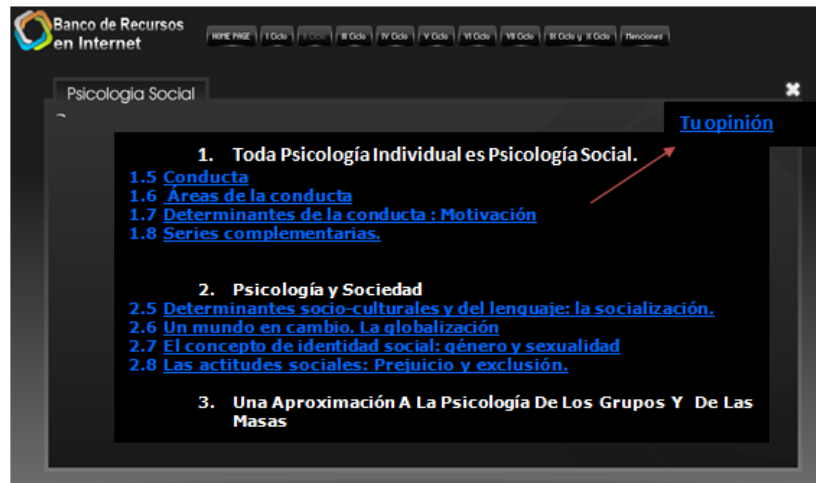 Banco de Recursos
en Internet
HOME PAGE I Ciclo II Ciclo III Ciclo IV Ciclo V Ciclo VI Ciclo VII Ciclo IX Ciclo y X Ciclo Menciones
Psicologia Social
Tu opinión
1. Toda Psicología Individual es Psicología Social.
1.5 Conducta
1.6 Áreas de la conducta
1.7 Determinantes de la conducta : Motivación
1.8 Series complementarias.
2. Psicología y Sociedad
2.5 Determinantes socio-culturales y del lenguaje: la socialización.
2.6 Un mundo en cambio. La globalización
2.7 El concepto de identidad social: género y sexualidad
2.8 Las actitudes sociales: Prejuicio y exclusión.
3. Una Aproximación A La Psicología De Los Grupos Y De Las
Masas